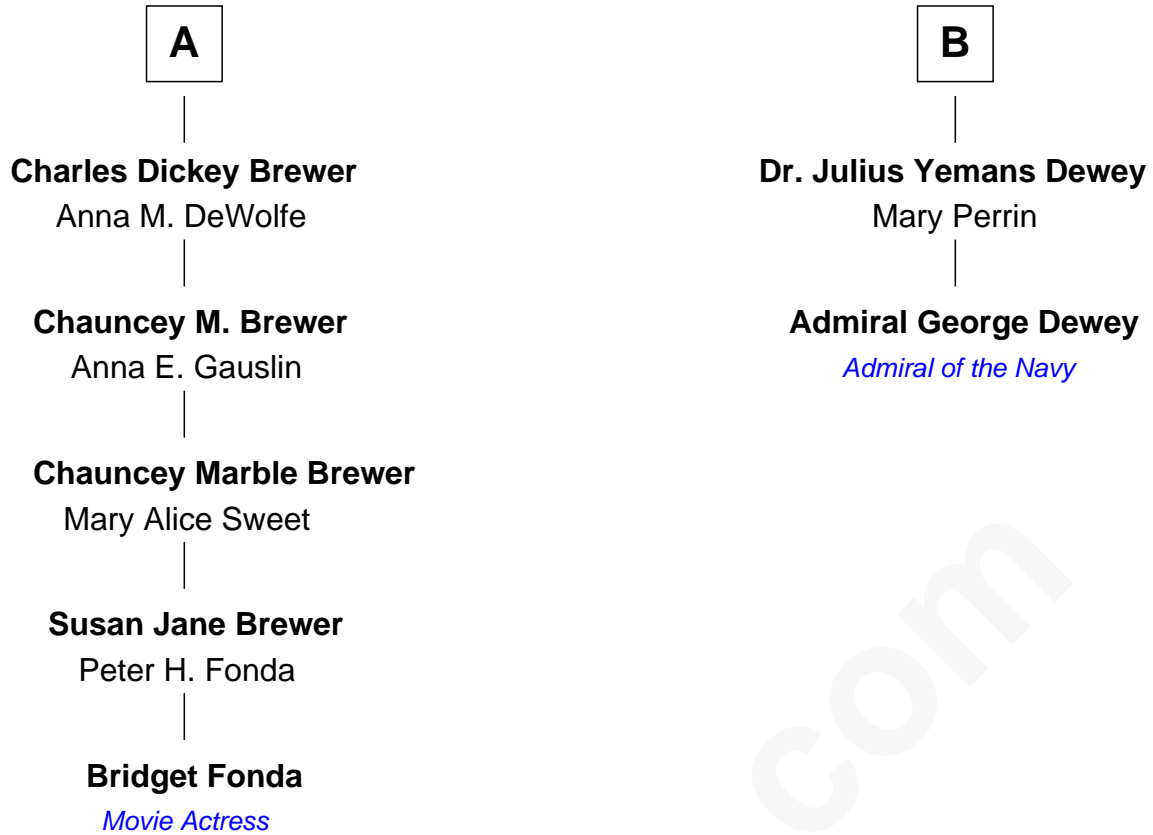 A
Charles Dickey Brewer
Anna M. DeWolfe
Chauncey M. Brewer
Anna E. Gauslin
Chauncey Marble Brewer
Mary Alice Sweet
Susan Jane Brewer
Peter H. Fonda
Bridget Fonda
Movie Actress
B
Dr. Julius Yemans Dewey
Mary Perrin
Admiral George Dewey
Admiral of the Navy
com